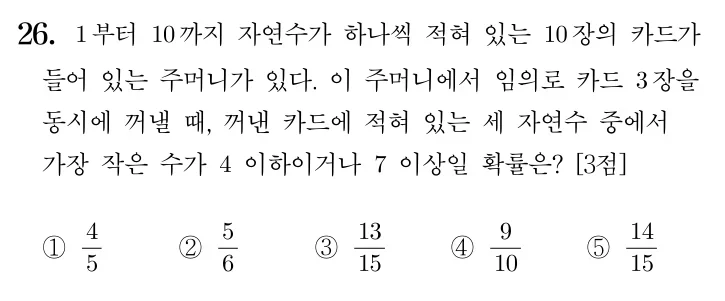 26. 1부터 10까지 자연수가 하나씩 적혀 있는 10장의 카드가
들어 있는 주머니가 있다. 이 주머니에서 임의로 카드 3장을
동시에 꺼낼 때, 꺼낸 카드에 적혀 있는 세 자연수 중에서
가장 작은 수가 4 이하이거나 7 이상일 확률은? [3점]
① 4/5 ② 5/6 ③ 13/15 ④ 9/10 ⑤ 14/15